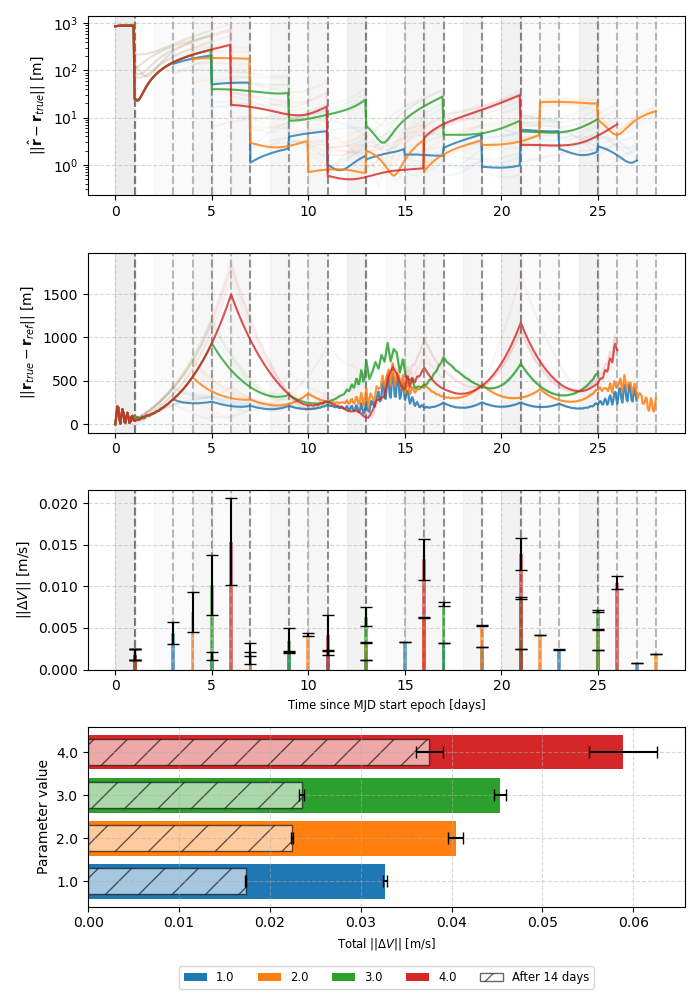 ||r̂ − r_true|| [m]
10³
10²
10¹
10⁰
0 5 10 15 20 25
||r_true − r_ref|| [m]
1500
1000
500
0
0 5 10 15 20 25
||ΔV|| [m/s]
0.020
0.015
0.010
0.005
0.000
0 5 10 15 20 25
Time since MJD start epoch [days]
Parameter value
4.0
3.0
2.0
1.0
0.00 0.01 0.02 0.03 0.04 0.05 0.06
Total ||ΔV|| [m/s]
1.0 2.0 3.0 4.0 After 14 days